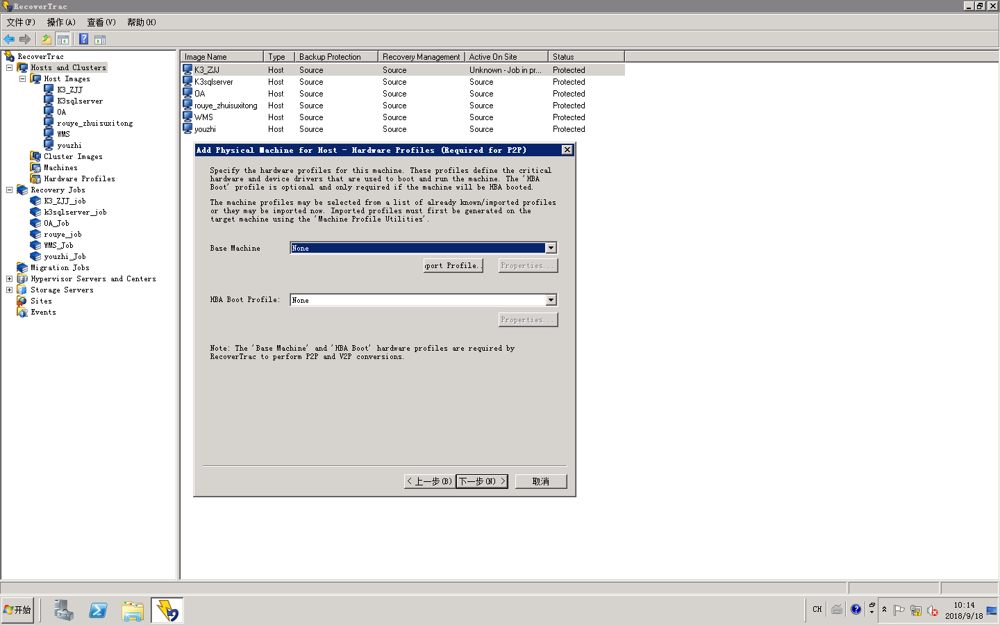 RecoverTrac
文件(F) 操作(A) 查看(V) 帮助(H)
RecoverTrac
Hosts and Clusters
Host Images
K3_ZJJ
K3sqlserver
OA
rouye_zhuisuxitong
WMS
youzhi
Cluster Images
Machines
Hardware Profiles
Recovery Jobs
K3_ZJJ_job
k3sqlserver_job
OA_Job
rouye_job
WMS_Job
youzhi_Job
Migration Jobs
Hypervisor Servers and Centers
Storage Servers
Sites
Events
Image Name Type Backup Protection Recovery Management Active On Site Status
K3_ZJJ Host Source Source Unknown - Job in pr... Protected
K3sqlserver Host Source Source Source Protected
OA Host Source Source Source Protected
rouye_zhuisuxitong Host Source Source Source Protected
WMS Host Source Source Source Protected
youzhi Host Source Source Source Protected
Add Physical Machine for Host - Hardware Profiles (Required for P2P)
Specify the hardware profiles for this machine. These profiles define the critical
hardware and device drivers that are used to boot and run the machine. The 'HBA
Boot' profile is optional and only required if the machine will be HBA booted.
The machine profiles may be selected from a list of already known/imported profiles
or they may be imported now. Imported profiles must first be generated on the
target machine using the 'Machine Profile Utilities'.
Base Machine None
port Profile.. Properties...
HBA Boot Profile: None
Properties...
Note: The 'Base Machine' and 'HBA Boot' hardware profiles are required by
RecoverTrac to perform P2P and V2P conversions.
< 上一步(B) 下一步(N) > 取消
开始 CH 10:14
2018/9/18